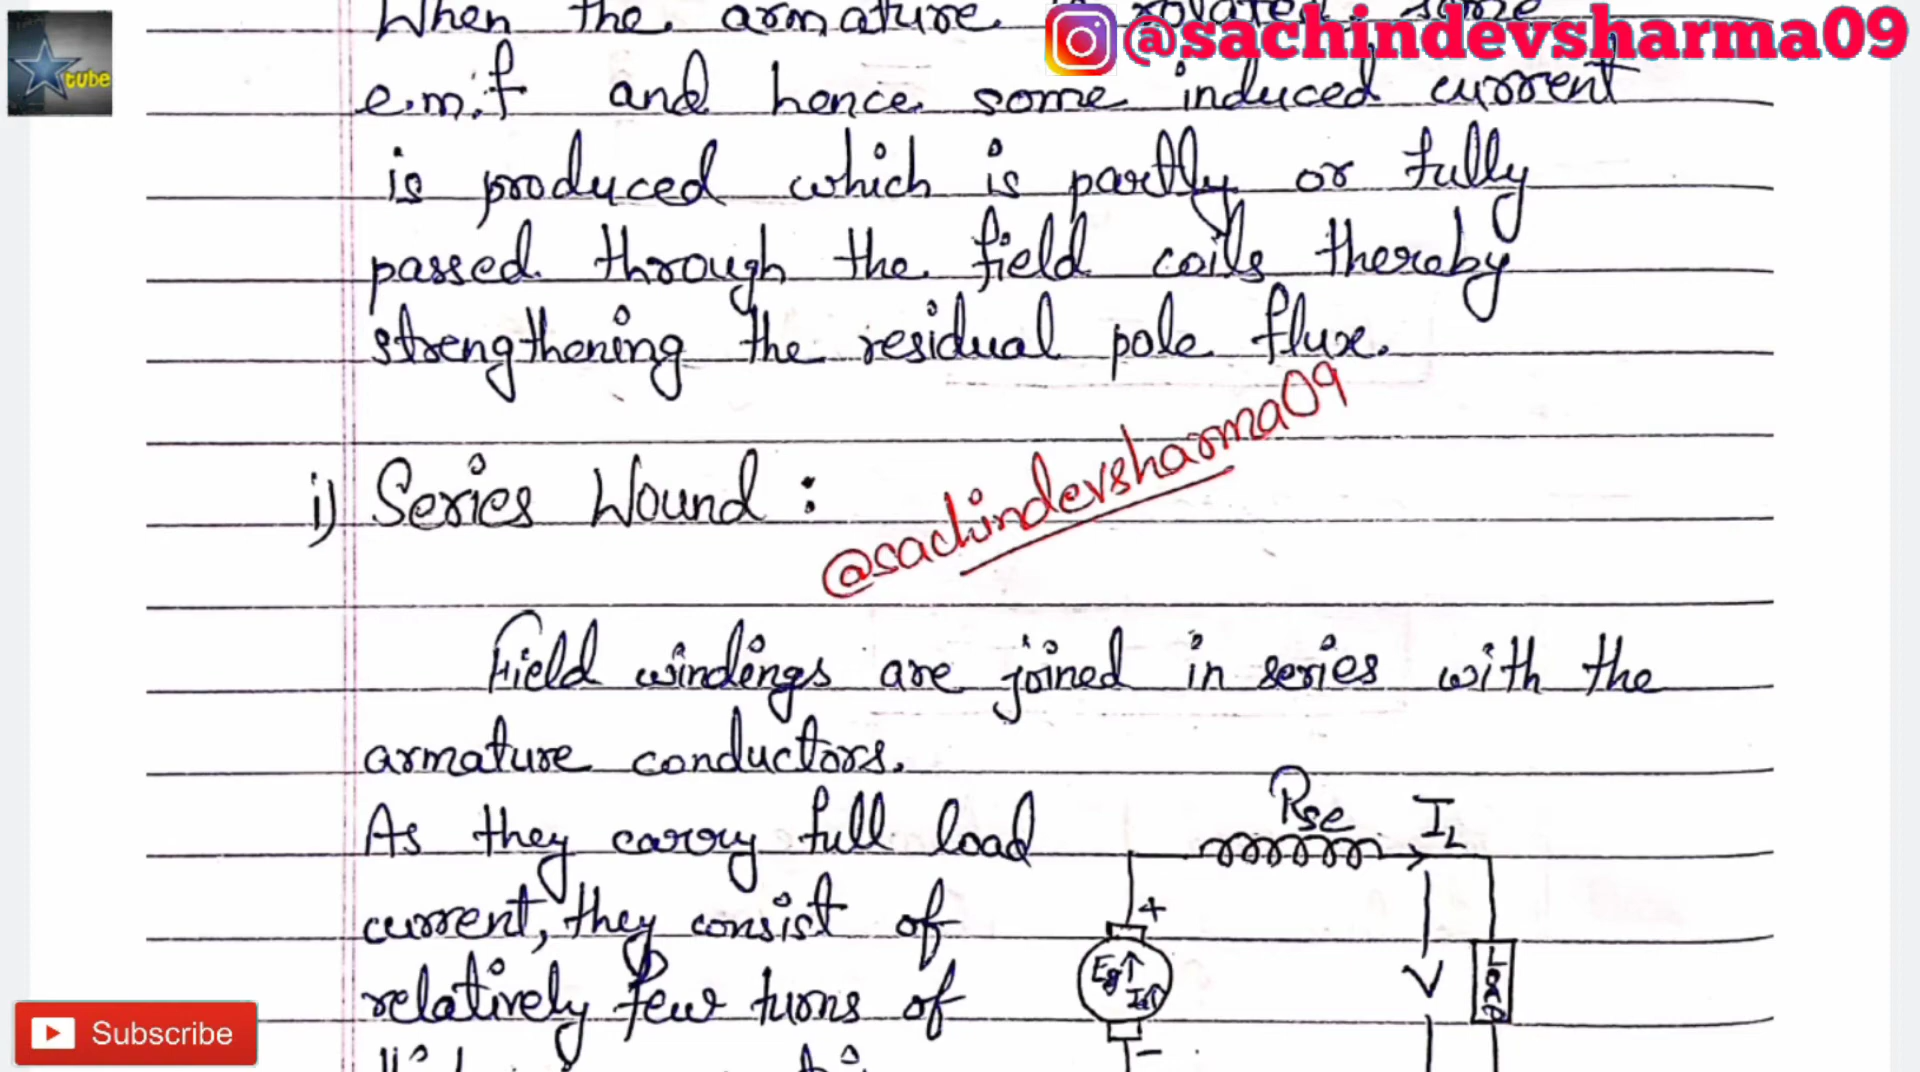 When the armature is rotated, some
@sachindevsharma09
tube
e.m.f and hence some induced current
is produced which is partly or fully
passed through the field coils thereby
strengthening the residual pole flux.
@sachindevsharma09
i) Series Wound :
Field windings are joined in series with the
armature conductors.
As they carry full load
current, they consist of
relatively few turns of
Rse IL
+
Eg↑
Ia↑
V
Load
-
Subscribe